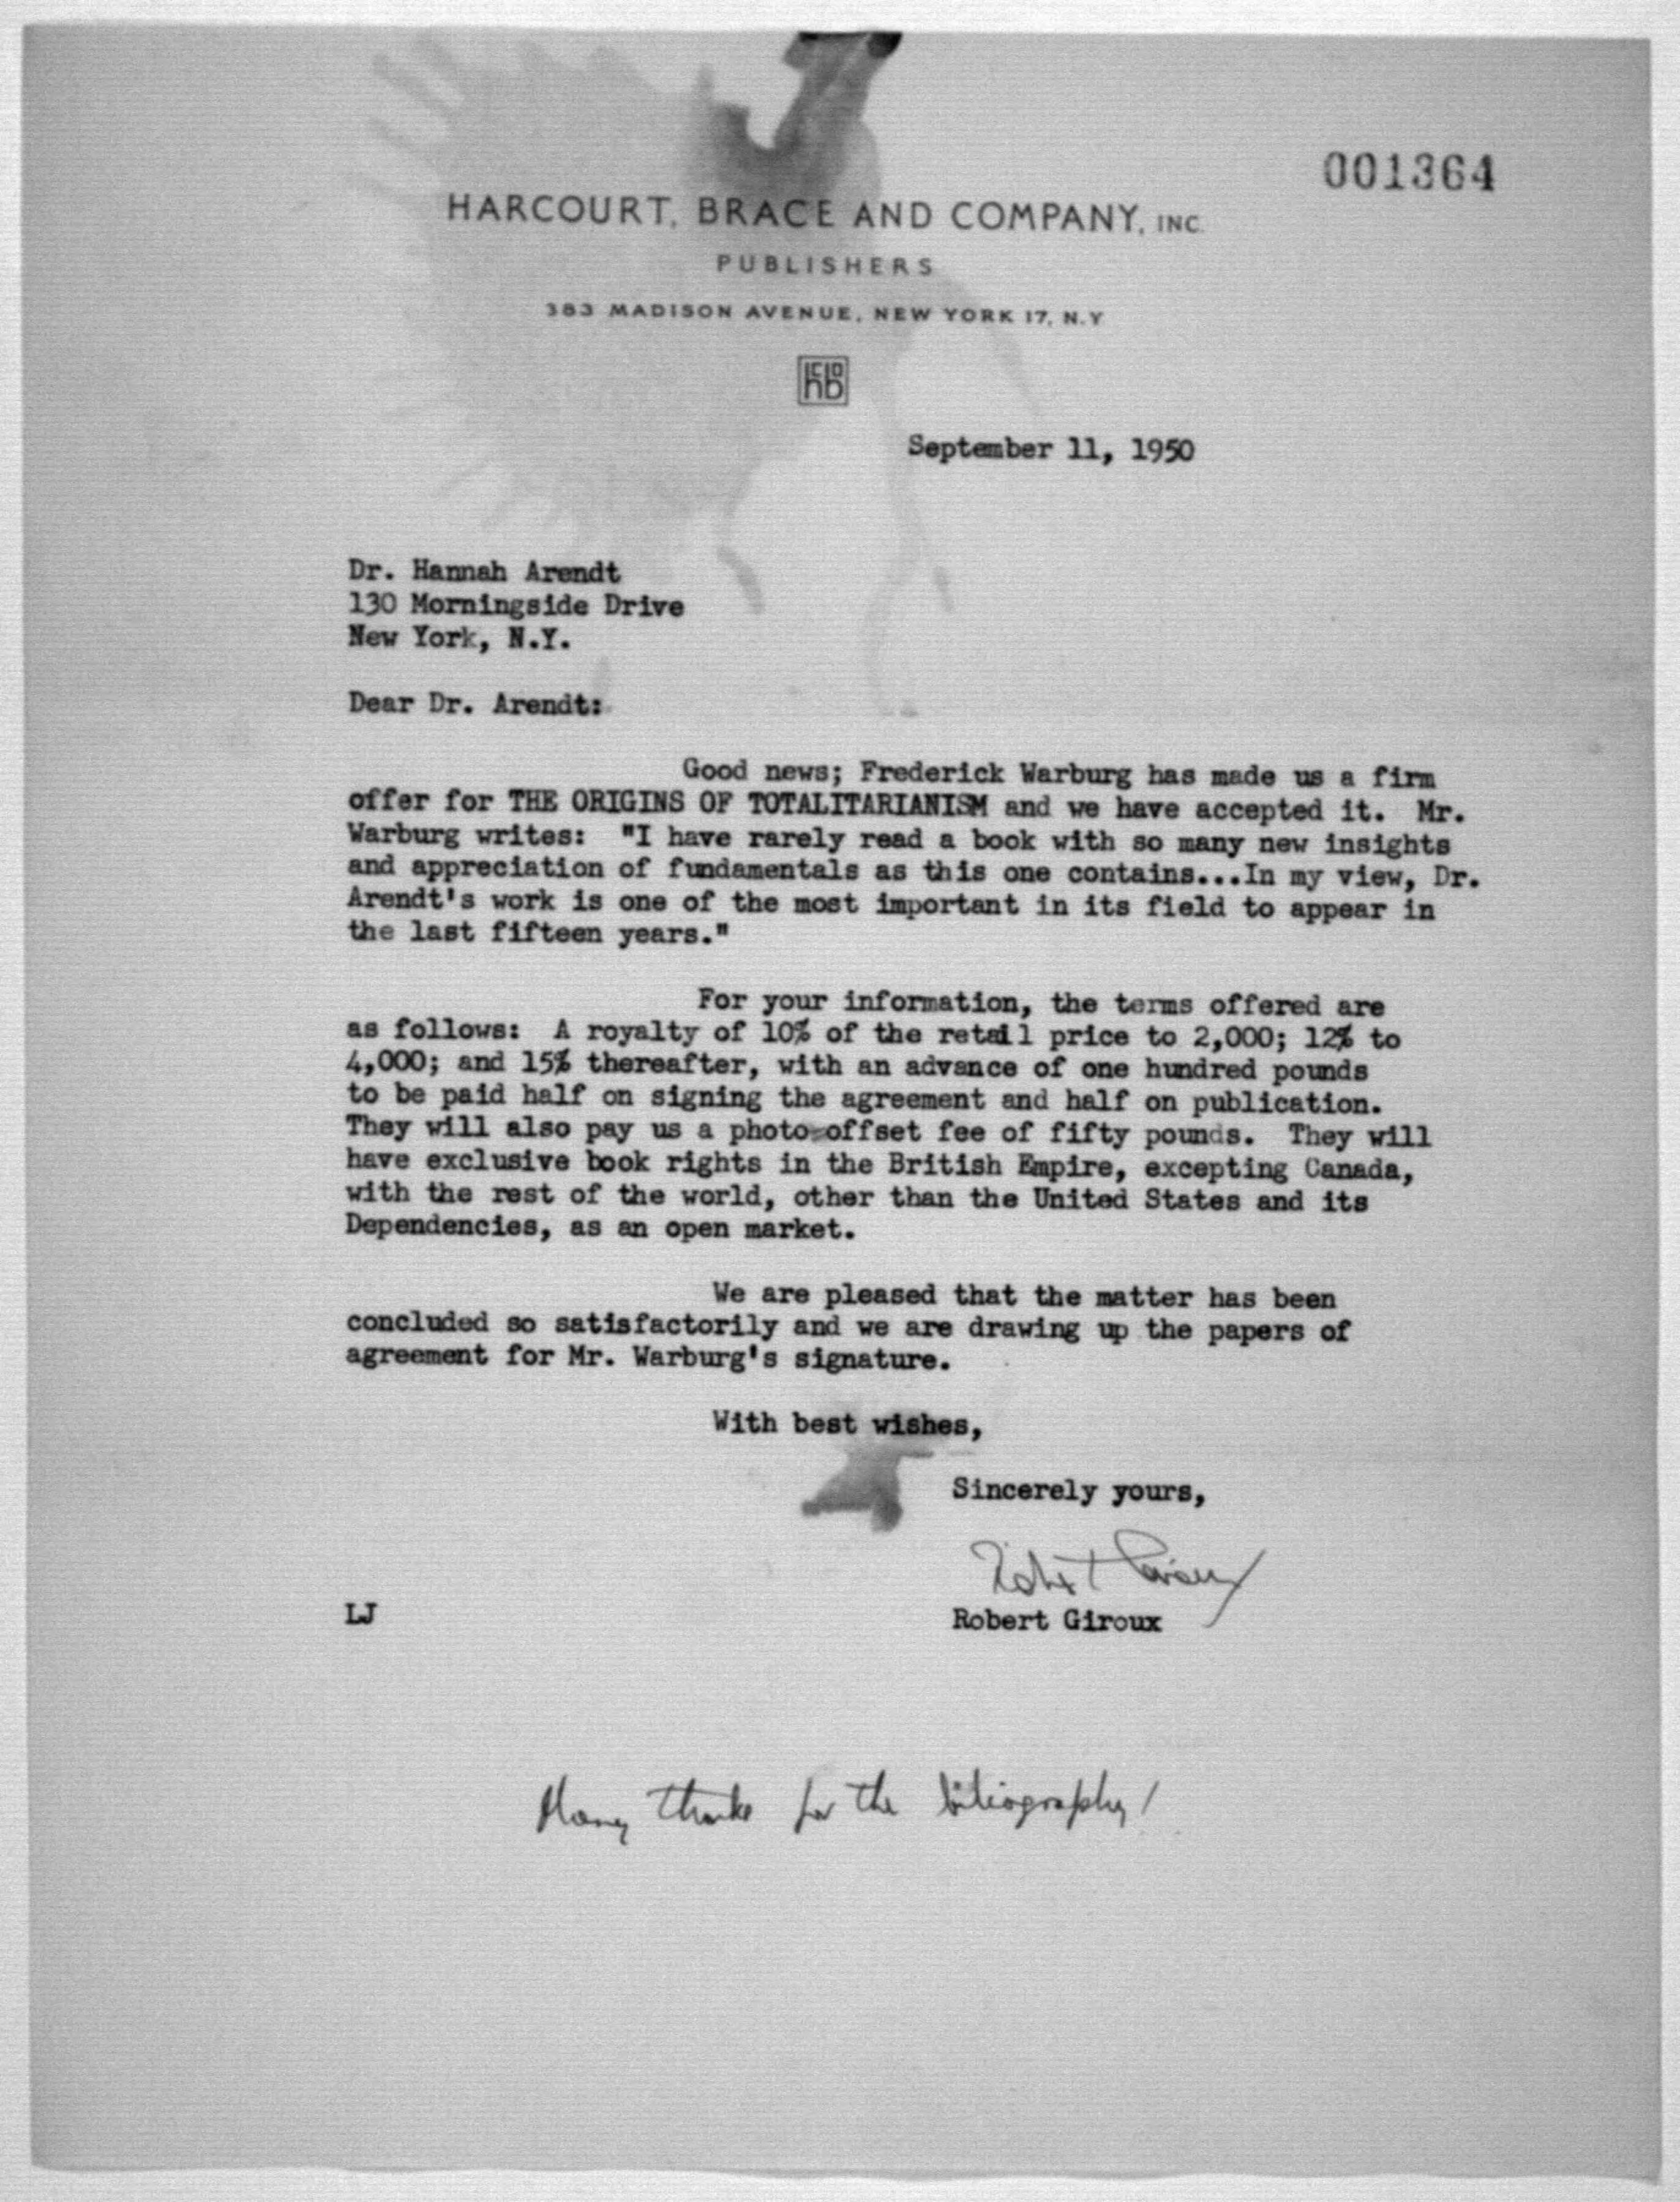 001364
HARCOURT, BRACE AND COMPANY, INC.
PUBLISHERS
383 MADISON AVENUE, NEW YORK 17, N.Y
hcbo
September 11, 1950
Dr. Hannah Arendt
130 Morningside Drive
New York, N.Y.
Dear Dr. Arendt:
Good news; Frederick Warburg has made us a firm
offer for THE ORIGINS OF TOTALITARIANISM and we have accepted it. Mr.
Warburg writes: "I have rarely read a book with so many new insights
and appreciation of fundamentals as this one contains...In my view, Dr.
Arendt's work is one of the most important in its field to appear in
the last fifteen years."
For your information, the terms offered are
as follows: A royalty of 10% of the retail price to 2,000; 12% to
4,000; and 15% thereafter, with an advance of one hundred pounds
to be paid half on signing the agreement and half on publication.
They will also pay us a photo-offset fee of fifty pounds. They will
have exclusive book rights in the British Empire, excepting Canada,
with the rest of the world, other than the United States and its
Dependencies, as an open market.
We are pleased that the matter has been
concluded so satisfactorily and we are drawing up the papers of
agreement for Mr. Warburg's signature.
With best wishes,
Sincerely yours,
Robert Giroux
Robert Giroux
LJ
Many thanks for the bibliography!